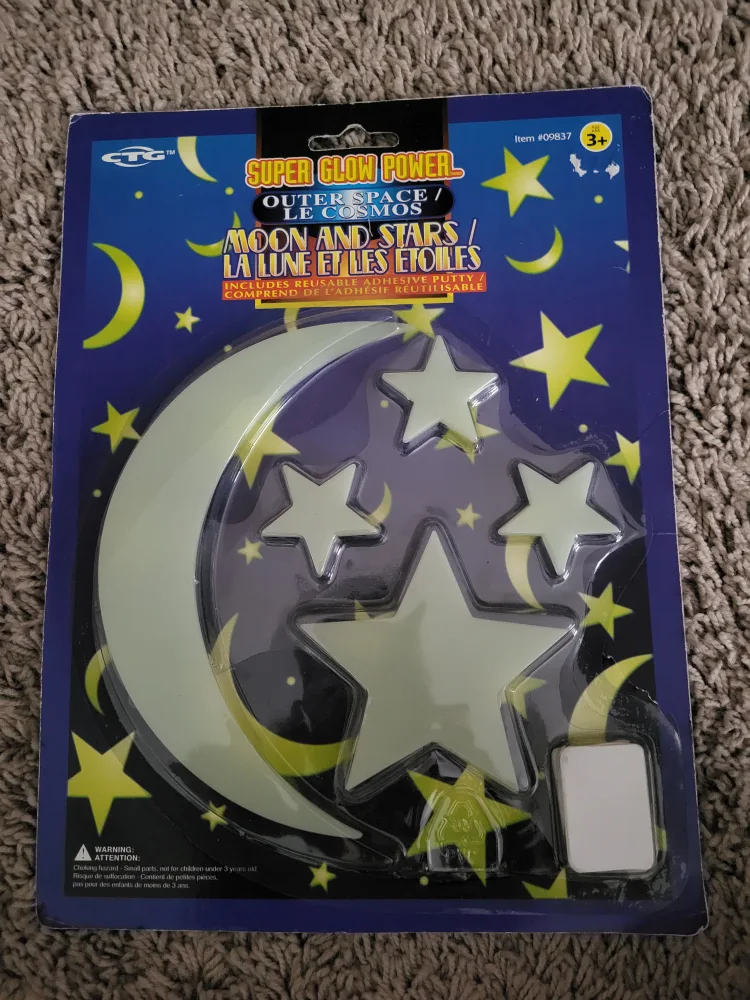 CTG™
Item #09837
3+
SUPER GLOW POWER
OUTER SPACE /
LE COSMOS
MOON AND STARS /
LA LUNE ET LES ÉTOILES
INCLUDES REUSABLE ADHESIVE PUTTY /
COMPREND DE L'ADHÉSIF RÉUTILISABLE
WARNING:
ATTENTION:
Choking hazard - Small parts, not for children under 3 years old.
Risque de suffocation - Contient de petites pièces,
pas pour des enfants de moins de 3 ans.